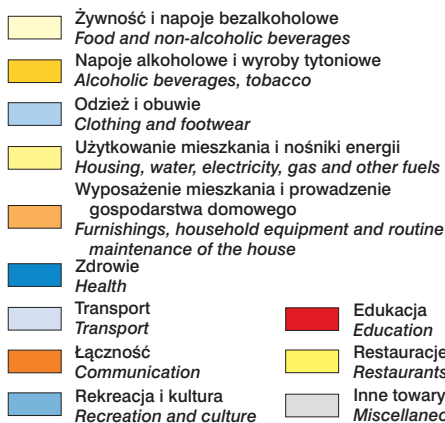 Żywność i napoje bezalkoholowe
Food and non-alcoholic beverages
Napoje alkoholowe i wyroby tytoniowe
Alcoholic beverages, tobacco
Odzież i obuwie
Clothing and footwear
Użytkowanie mieszkania i nośniki energii
Housing, water, electricity, gas and other fuels
Wyposażenie mieszkania i prowadzenie
gospodarstwa domowego
Furnishings, household equipment and routine
maintenance of the house
Zdrowie
Health
Transport
Transport
Łączność
Communication
Rekreacja i kultura
Recreation and culture
Edukacja
Education
Restauracje
Restaurants
Inne towary